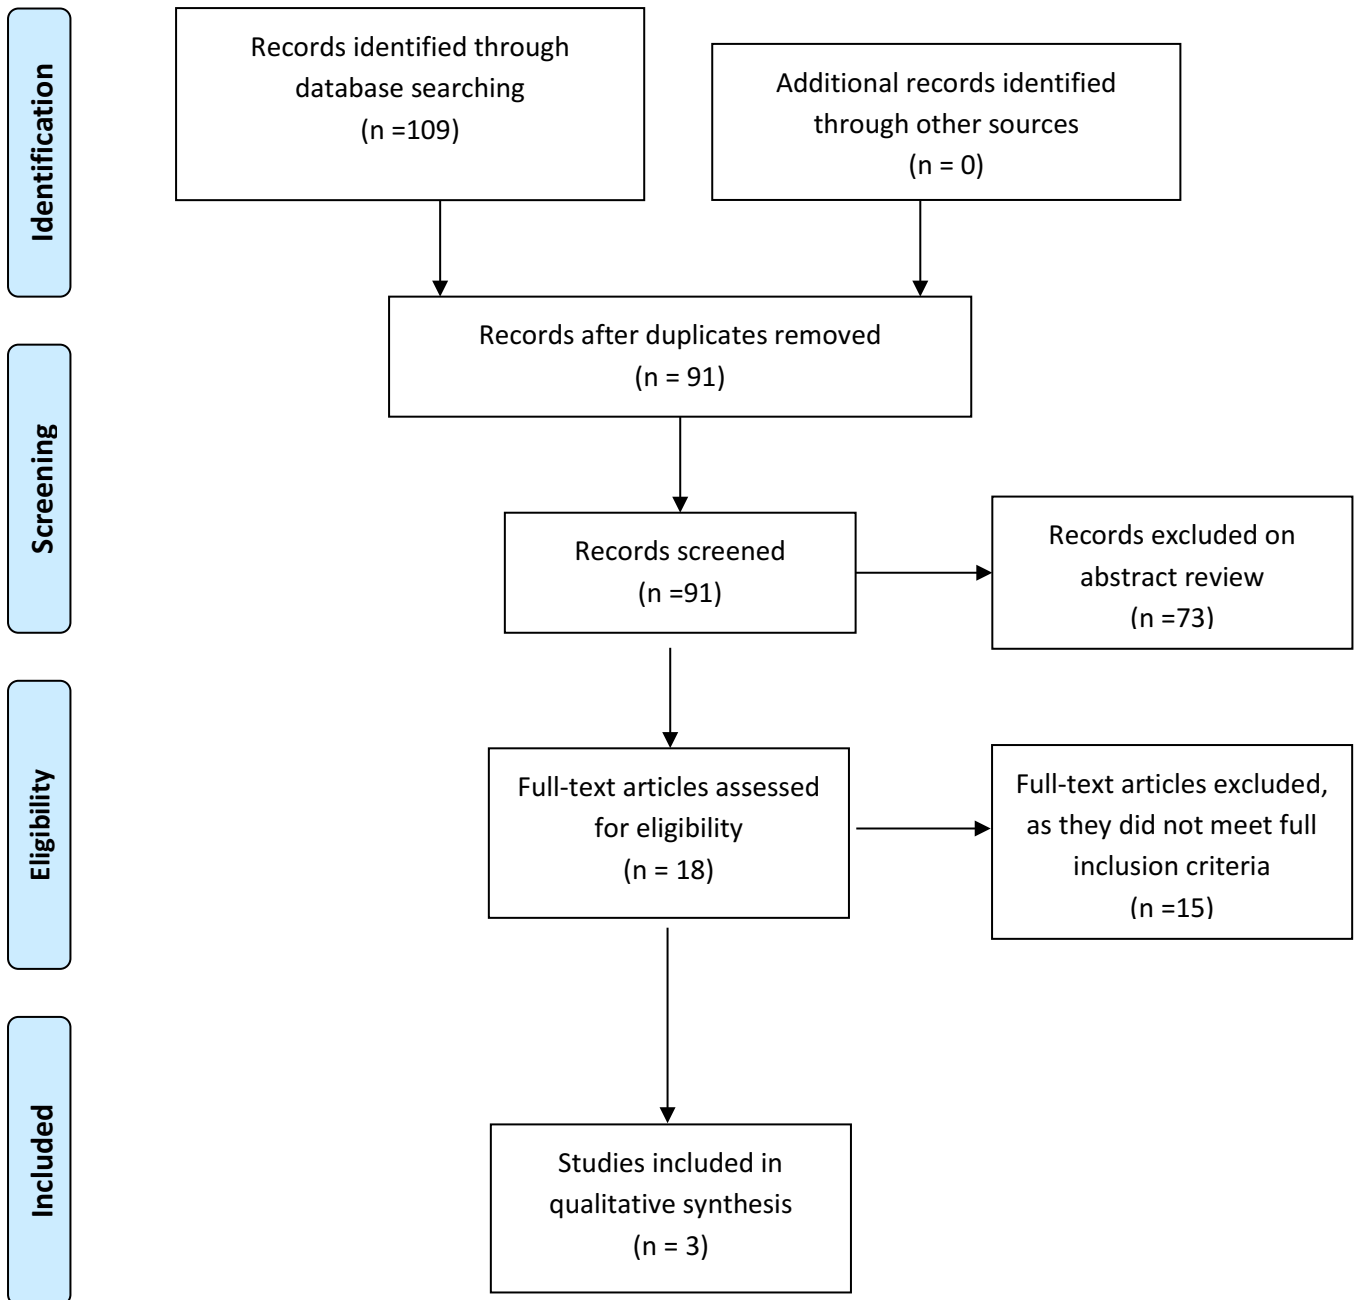 Identification
Records identified through
database searching
(n =109)
Additional records identified
through other sources
(n = 0)
Records after duplicates removed
(n = 91)
Screening
Records screened
(n =91)
Records excluded on
abstract review
(n =73)
Eligibility
Full-text articles assessed
for eligibility
(n = 18)
Full-text articles excluded,
as they did not meet full
inclusion criteria
(n =15)
Included
Studies included in
qualitative synthesis
(n = 3)